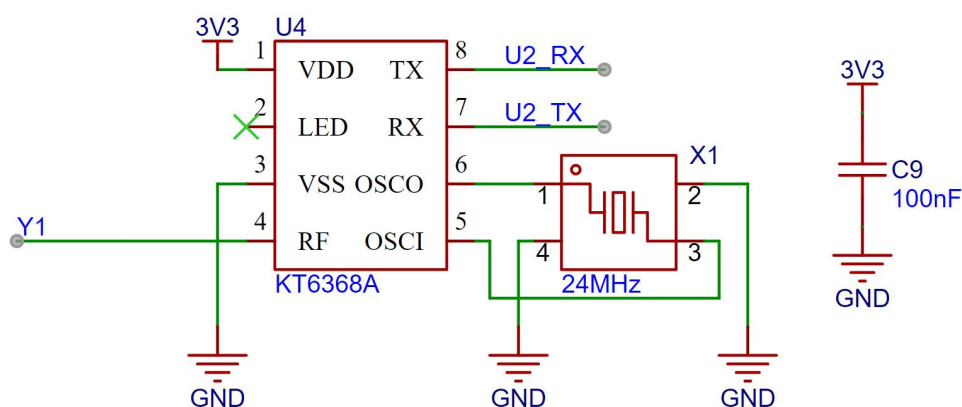 3V3
U4
1
VDD
TX
8
U2_RX
2
LED
RX
7
U2_TX
3
VSS
OSCO
6
4
RF
OSCI
5
Y1
KT6368A
X1
1
2
4
3
24MHz
3V3
C9
100nF
GND
GND
GND
GND